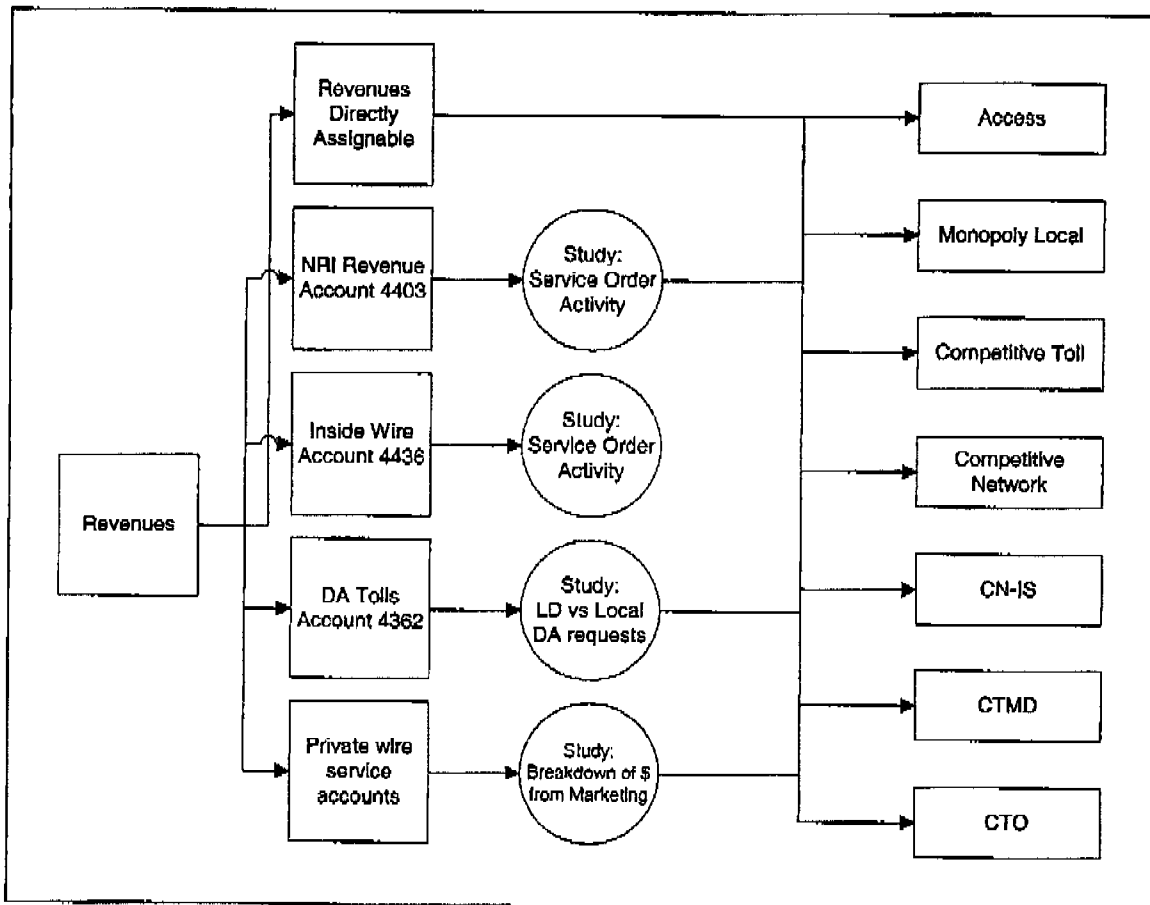 Revenues
Directly
Assignable
Access
NRI Revenue
Account 4403
Study:
Service Order
Activity
Monopoly Local
Competitive Toll
Inside Wire
Account 4436
Study:
Service Order
Activity
Competitive
Network
Revenues
DA Tolls
Account 4362
Study:
LD vs Local
DA requests
CN-IS
Private wire
service
accounts
Study:
Breakdown of $
from Marketing
CTMD
CTO